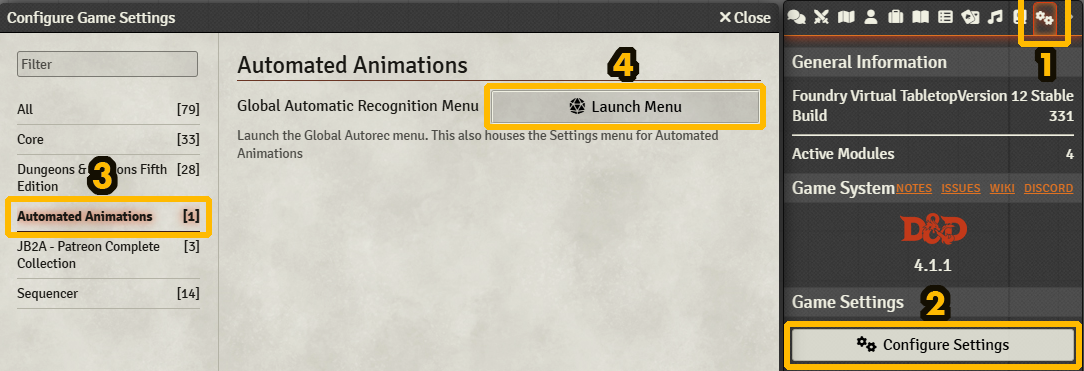 Configure Game Settings
Close
Filter
All [79]
Core [33]
Dungeons & ons Fifth [28]
Edition
3
Automated Animations [1]
JB2A - Patreon Complete [3]
Collection
Sequencer [14]
Automated Animations
4
Global Automatic Recognition Menu
Launch Menu
Launch the Global Autorec menu. This also houses the Settings menu for Automated
Animations
1
General Information
Foundry Virtual TabletopVersion 12 Stable
Build 331
Active Modules 4
Game System NOTES ISSUES WIKI DISCORD
D&D
4.1.1
Game Settings
2
Configure Settings